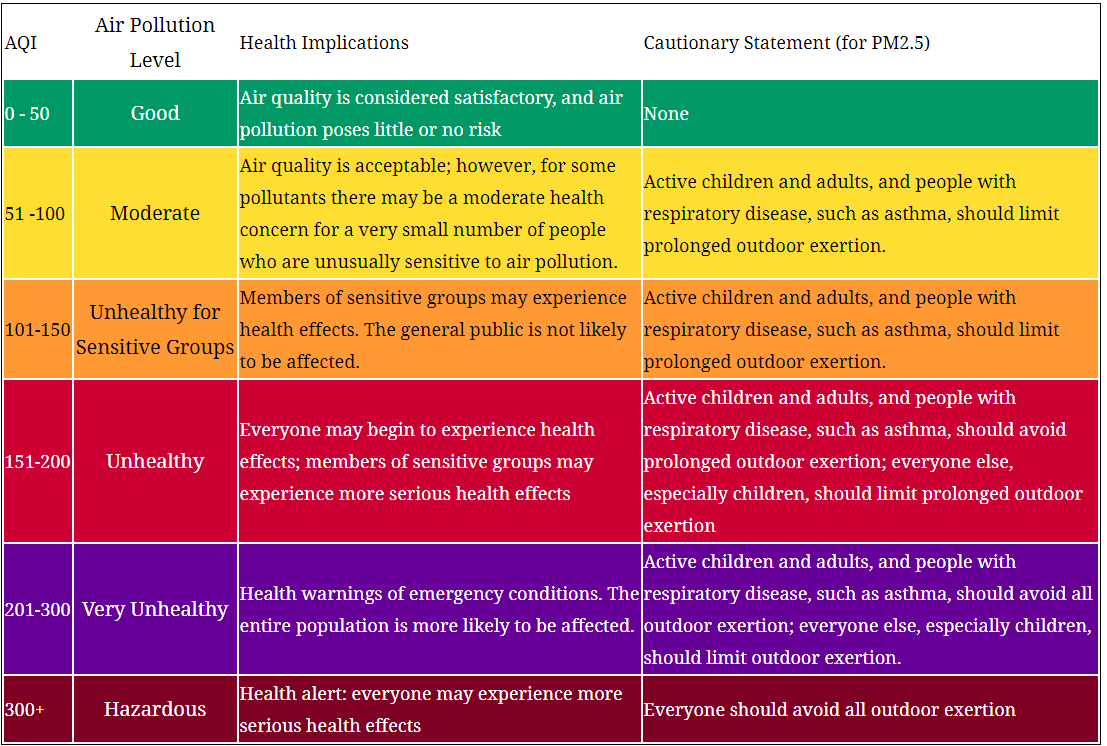 AQI
Air Pollution
Level
Health Implications
Cautionary Statement (for PM2.5)
0 - 50
Good
Air quality is considered satisfactory, and air
pollution poses little or no risk
None
51 -100
Moderate
Air quality is acceptable; however, for some
pollutants there may be a moderate health
concern for a very small number of people
who are unusually sensitive to air pollution.
Active children and adults, and people with
respiratory disease, such as asthma, should limit
prolonged outdoor exertion.
101-150
Unhealthy for
Sensitive Groups
Members of sensitive groups may experience
health effects. The general public is not likely
to be affected.
Active children and adults, and people with
respiratory disease, such as asthma, should limit
prolonged outdoor exertion.
151-200
Unhealthy
Everyone may begin to experience health
effects; members of sensitive groups may
experience more serious health effects
Active children and adults, and people with
respiratory disease, such as asthma, should avoid
prolonged outdoor exertion; everyone else,
especially children, should limit prolonged outdoor
exertion
201-300
Very Unhealthy
Health warnings of emergency conditions. The
entire population is more likely to be affected.
Active children and adults, and people with
respiratory disease, such as asthma, should avoid all
outdoor exertion; everyone else, especially children,
should limit outdoor exertion.
300+
Hazardous
Health alert: everyone may experience more
serious health effects
Everyone should avoid all outdoor exertion